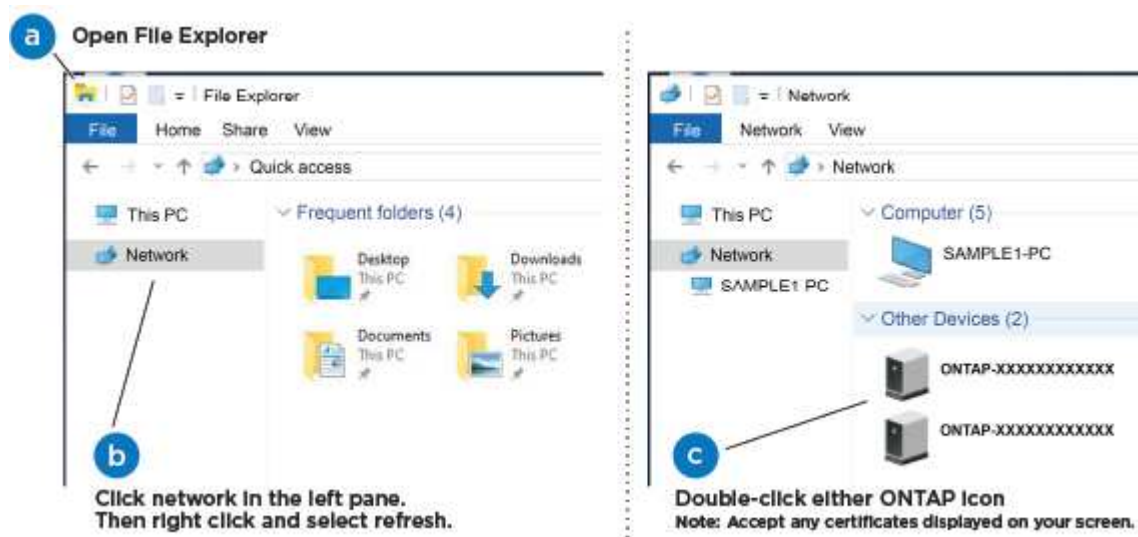 a Open File Explorer
File Explorer
File Home Share View
Quick access
This PC
Network
Frequent folders (4)
Desktop
This PC
Downloads
This PC
Documents
This PC
Pictures
This PC
b
Click network in the left pane.
Then right click and select refresh.
Network
File Network View
Network
This PC
Network
SAMPLE1 PC
Computer (5)
SAMPLE1-PC
Other Devices (2)
ONTAP-XXXXXXXXXXXX
ONTAP-XXXXXXXXXXXX
c
Double-click either ONTAP icon
Note: Accept any certificates displayed on your screen.